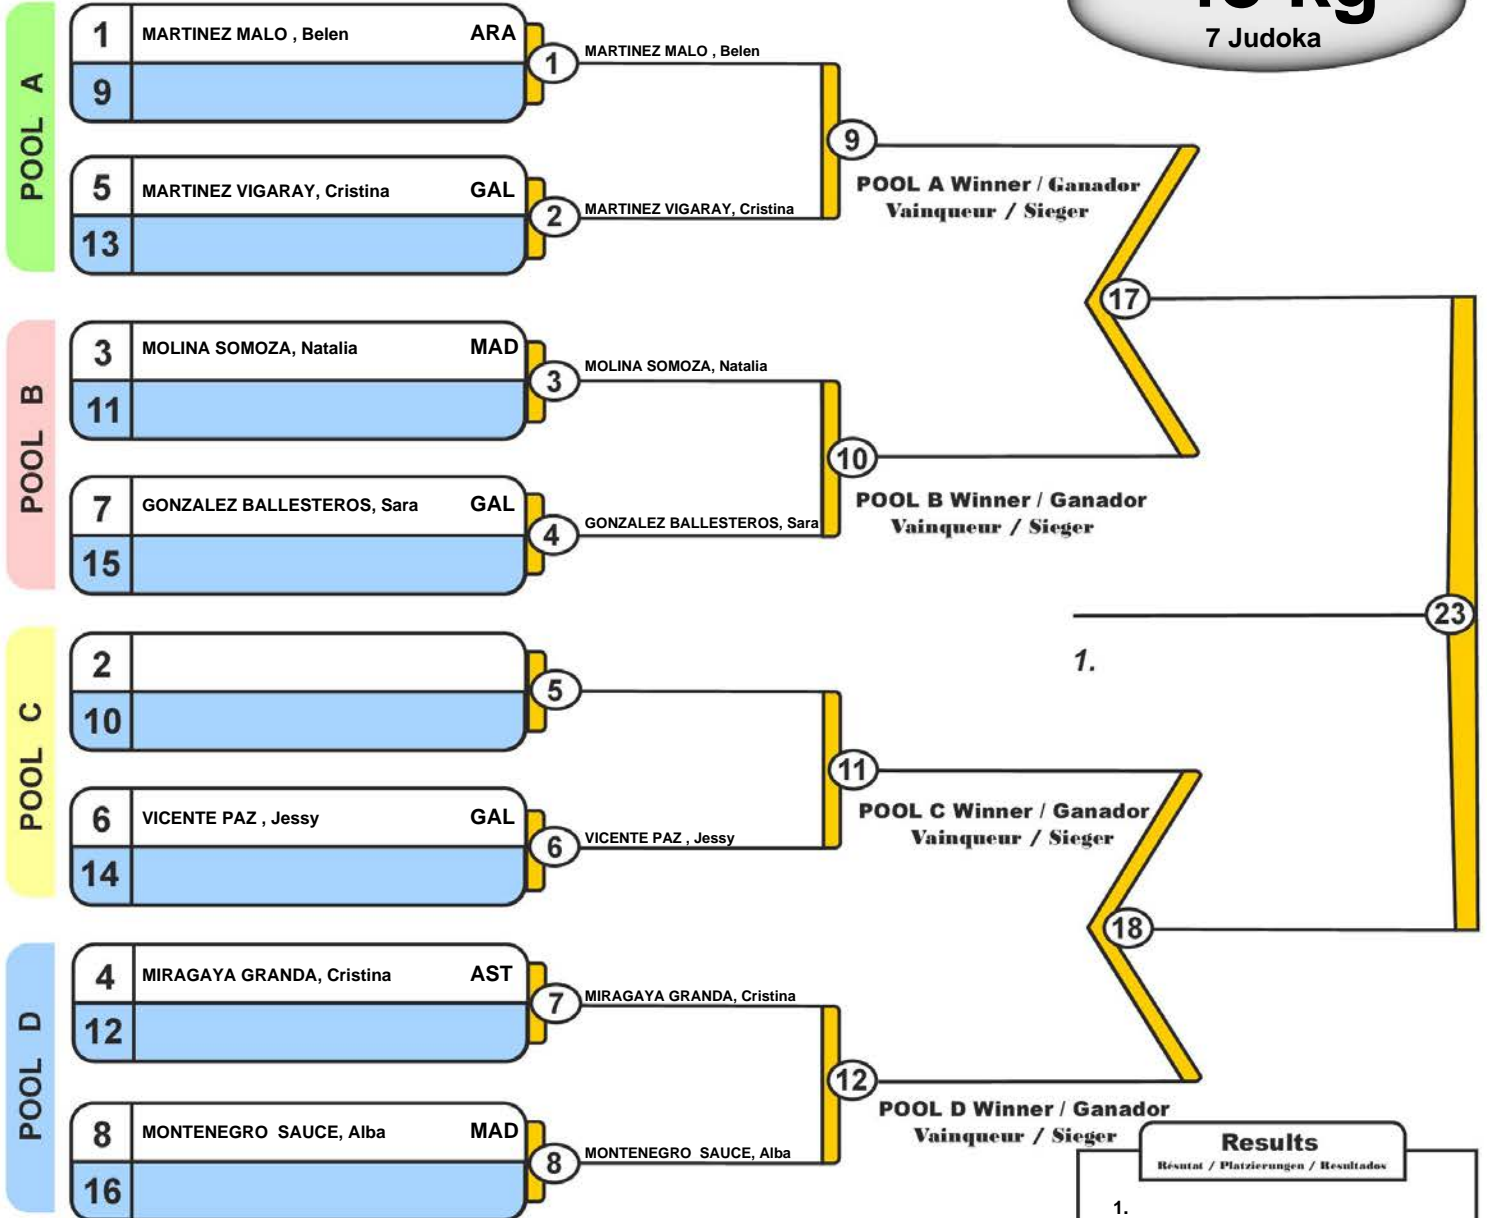 7 Judoka
POOL A
1 MARTINEZ MALO , Belen ARA
9
1
MARTINEZ MALO , Belen
5 MARTINEZ VIGARAY, Cristina GAL
13
2
MARTINEZ VIGARAY, Cristina
9
POOL A Winner / Ganador
Vainqueur / Sieger
POOL B
3 MOLINA SOMOZA, Natalia MAD
11
3
MOLINA SOMOZA, Natalia
7 GONZALEZ BALLESTEROS, Sara GAL
15
4
GONZALEZ BALLESTEROS, Sara
10
POOL B Winner / Ganador
Vainqueur / Sieger
17
23
1.
POOL C
2
10
5
6 VICENTE PAZ , Jessy GAL
14
6
VICENTE PAZ , Jessy
11
POOL C Winner / Ganador
Vainqueur / Sieger
18
POOL D
4 MIRAGAYA GRANDA, Cristina AST
12
7
MIRAGAYA GRANDA, Cristina
8 MONTENEGRO SAUCE, Alba MAD
16
8
MONTENEGRO SAUCE, Alba
12
POOL D Winner / Ganador
Vainqueur / Sieger
Results
Résutat / Platzierungen / Resultados
1.